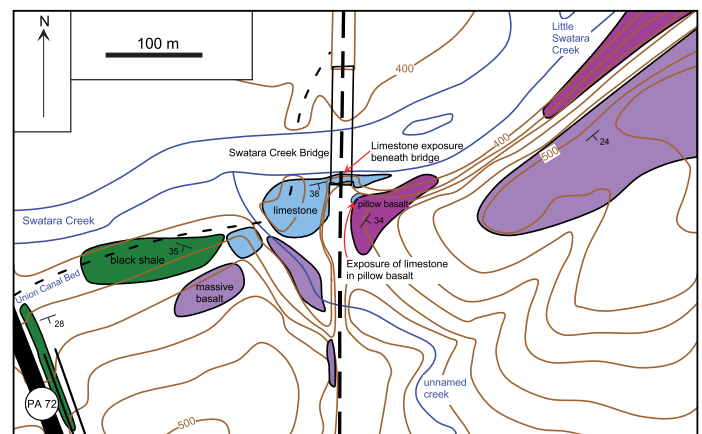 N
100 m
400
Little
Swatara
Creek
400
500
24
Swatara Creek Bridge
Limestone exposure
beneath bridge
38
limestone
pillow basalt
34
Swatara Creek
35
black shale
Exposure of limestone
in pillow basalt
Union Canal Bed
massive
basalt
28
unnamed
creek
PA 72
500